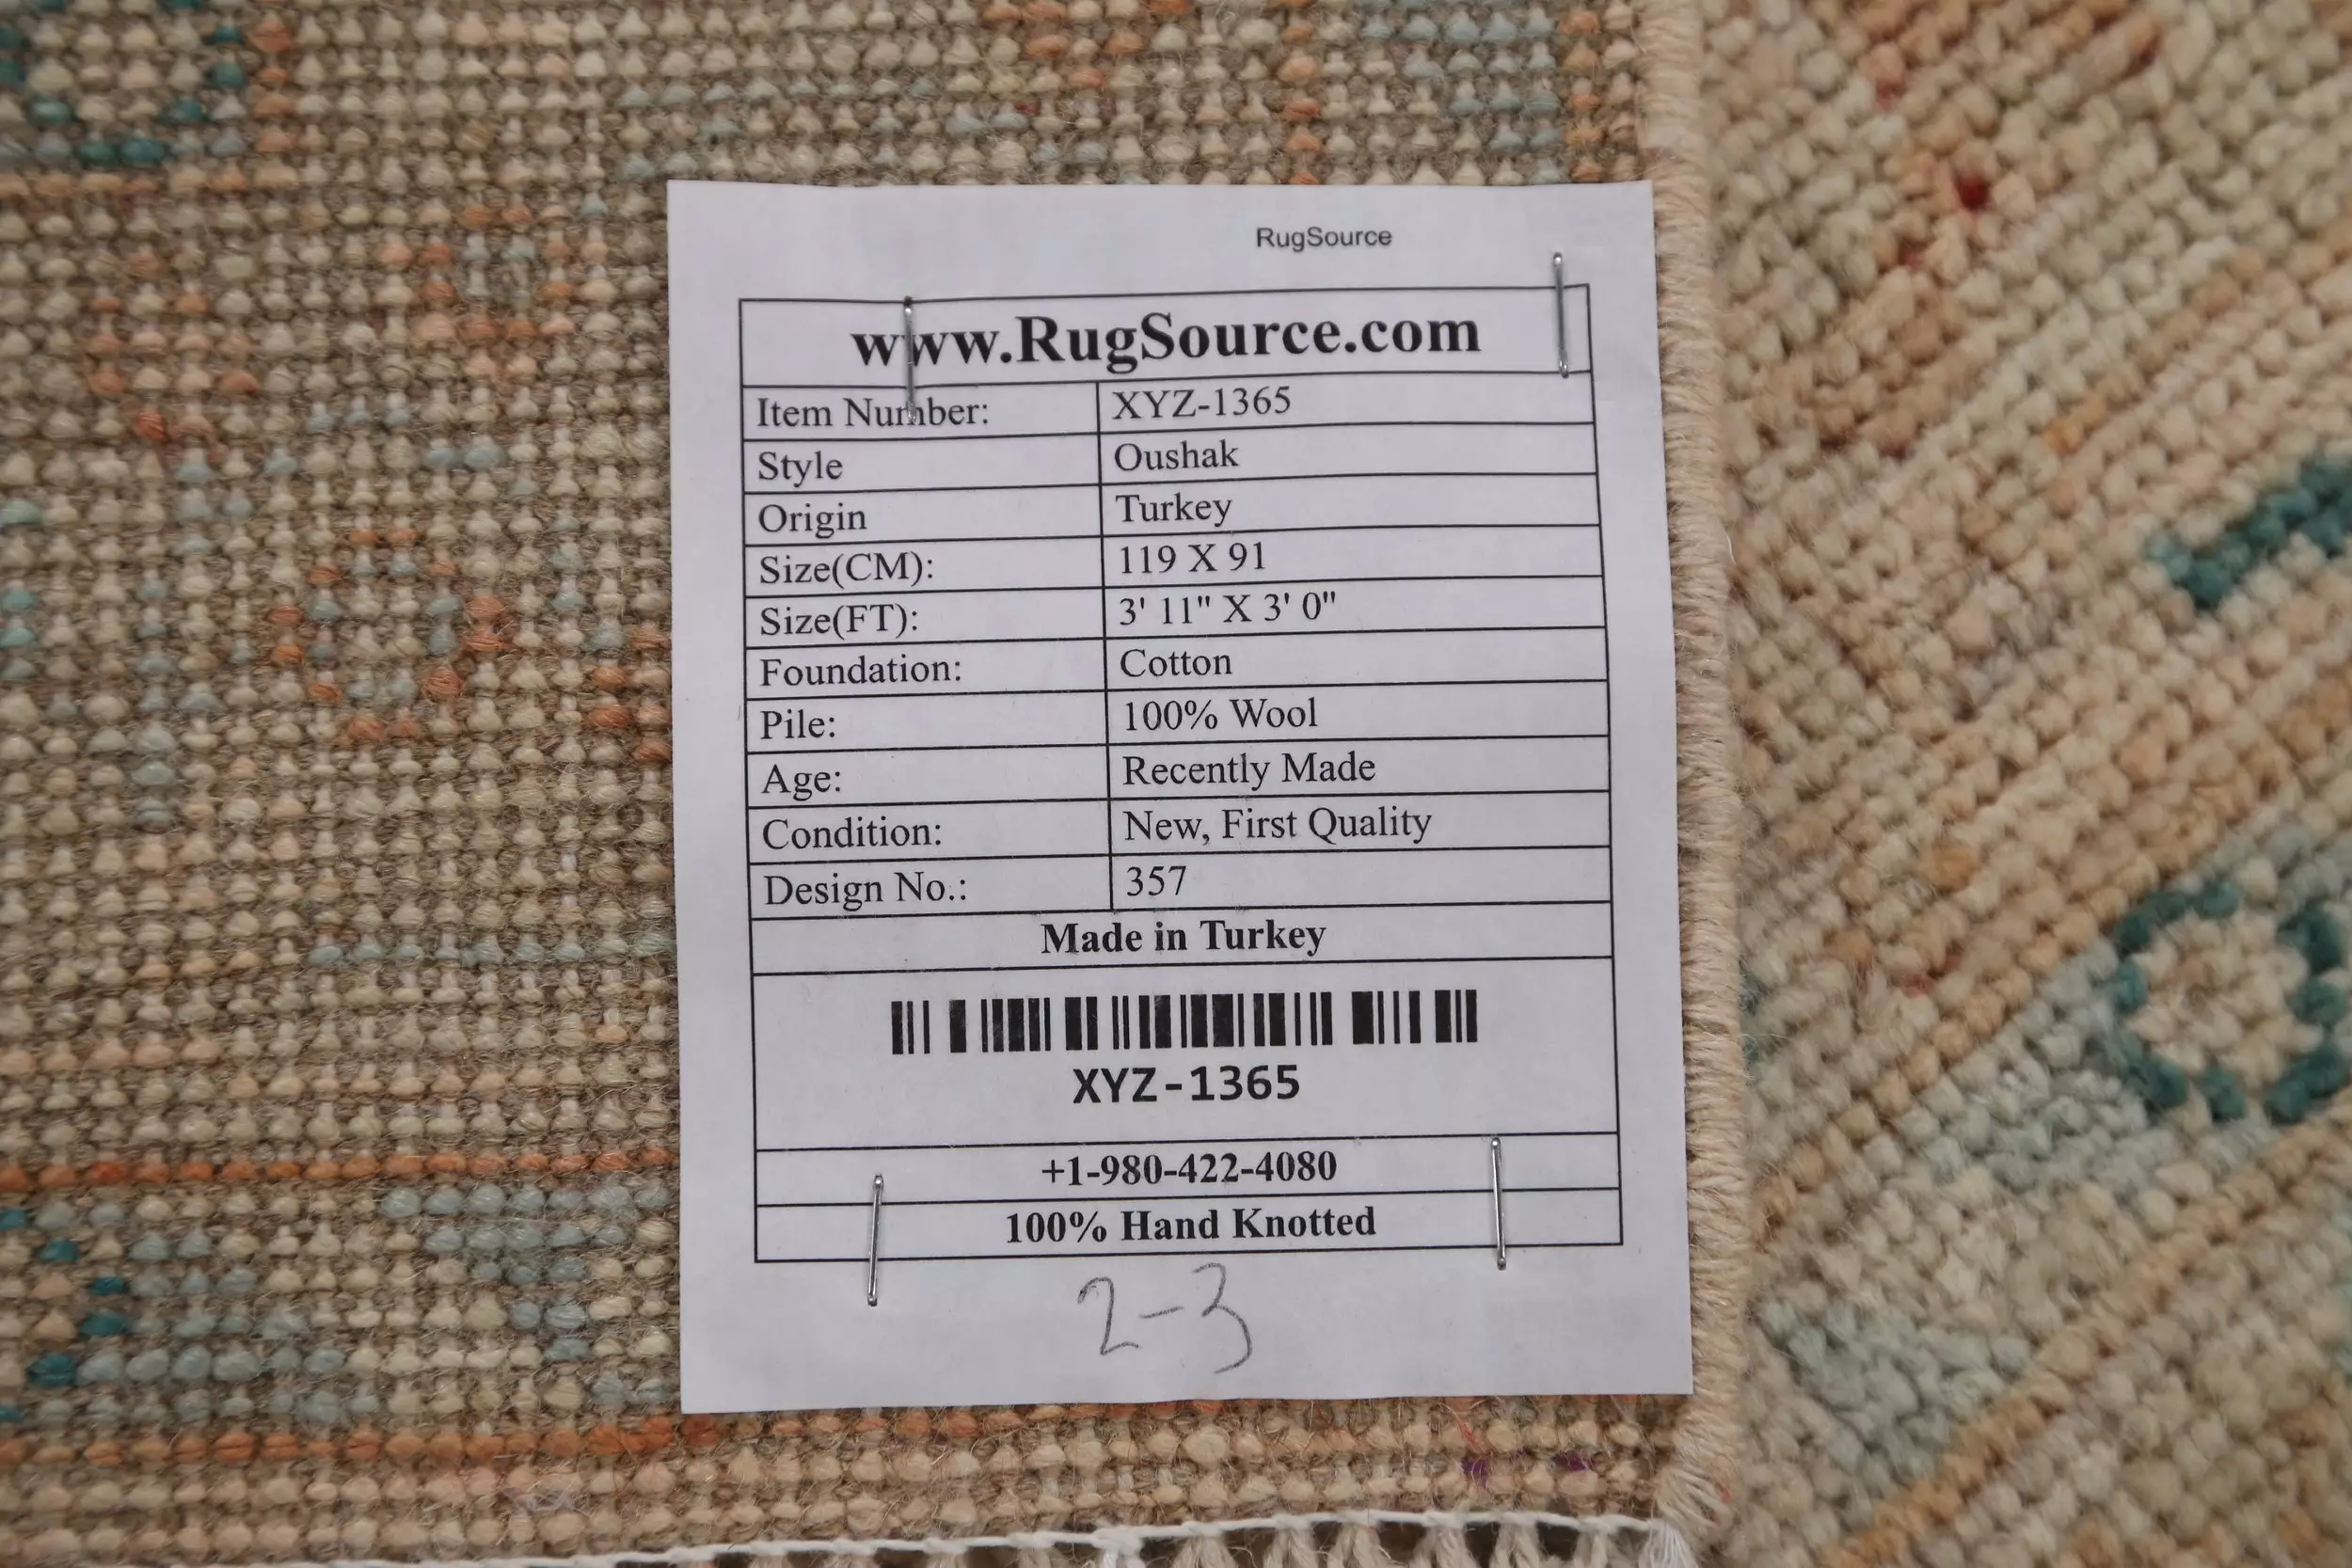 RugSource
www.RugSource.com
Item Number: XYZ-1365
Style Oushak
Origin Turkey
Size(CM): 119 X 91
Size(FT): 3' 11" X 3' 0"
Foundation: Cotton
Pile: 100% Wool
Age: Recently Made
Condition: New, First Quality
Design No.: 357
Made in Turkey
XYZ-1365
+1-980-422-4080
100% Hand Knotted
2-3